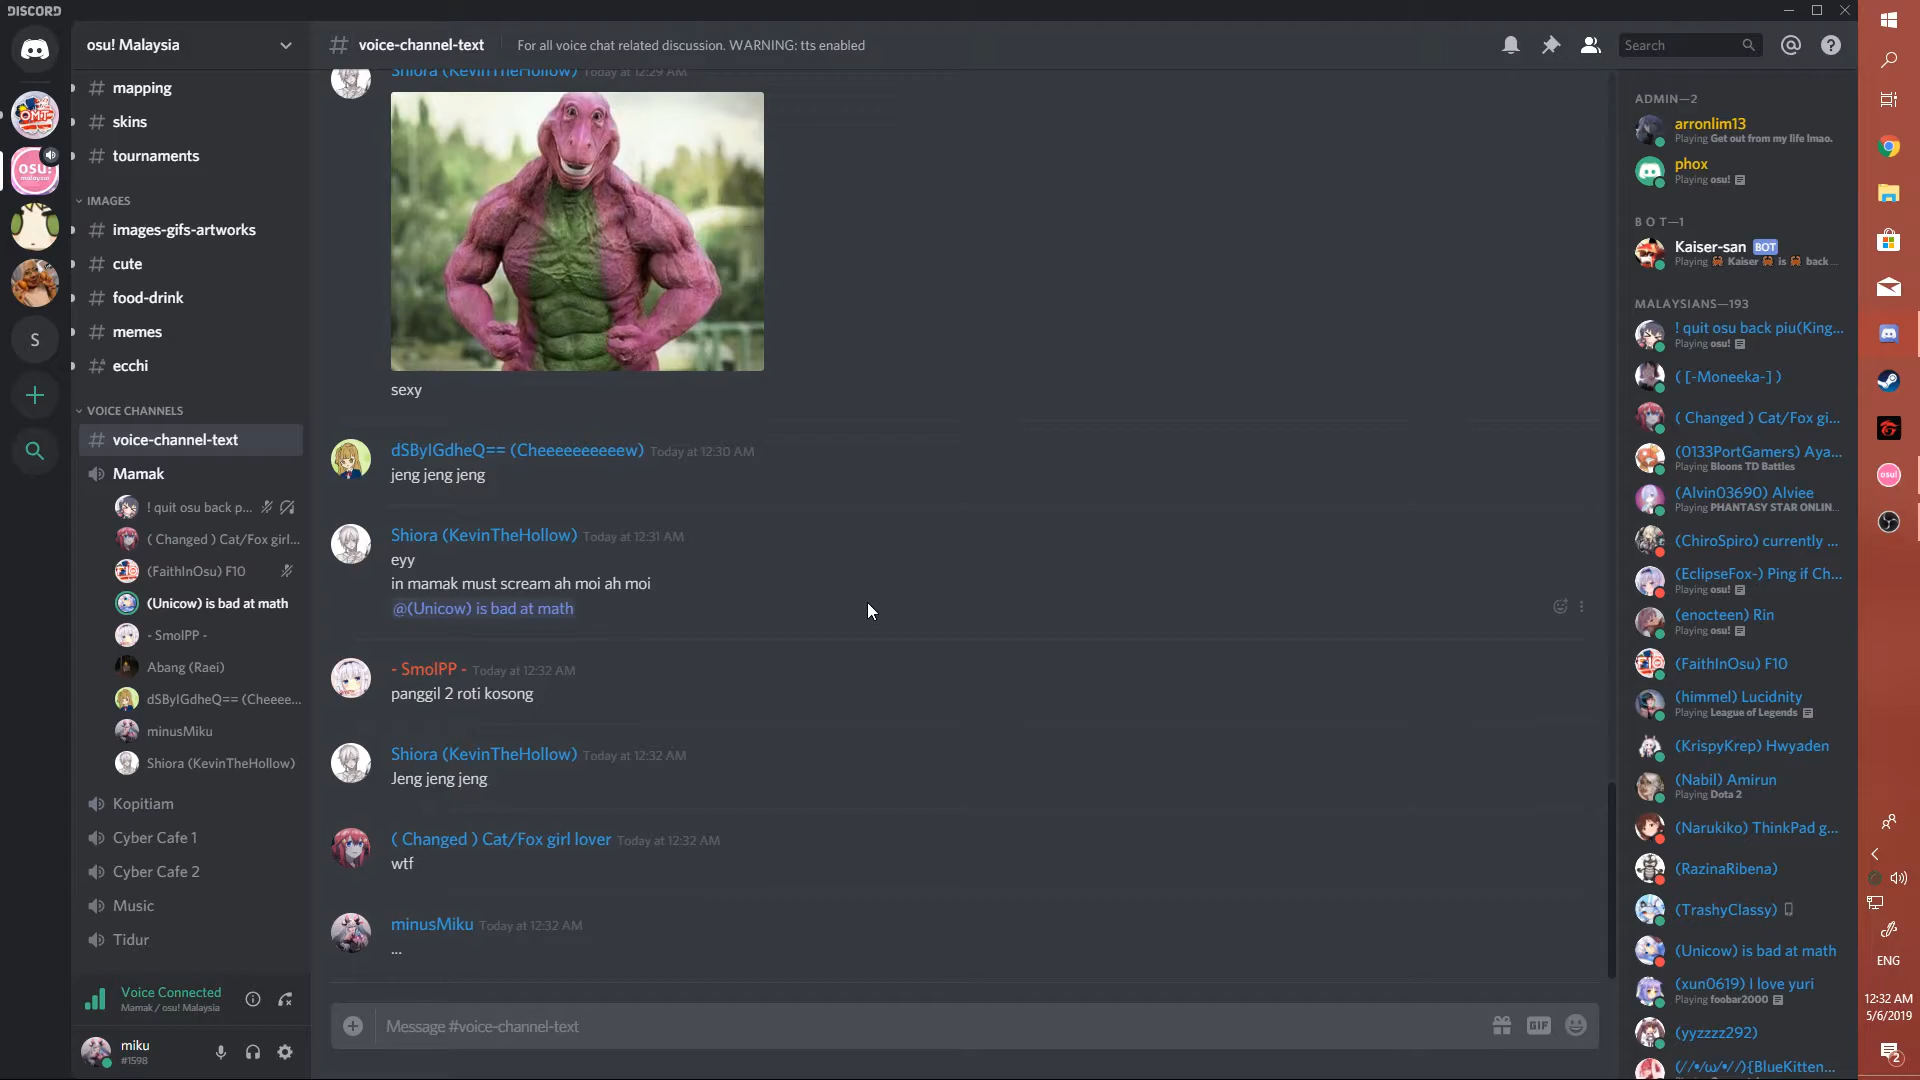 DISCORD
osu! Malaysia
mapping
skins
tournaments
IMAGES
images-gifs-artworks
cute
food-drink
memes
ecchi
VOICE CHANNELS
voice-channel-text
Mamak
! quit osu back p...
( Changed ) Cat/Fox girl...
(FaithInOsu) F10
(Unicow) is bad at math
- SmolPP -
Abang (Raei)
dSByIGdheQ== (Cheeee...
minusMiku
Shiora (KevinTheHollow)
Kopitiam
Cyber Cafe 1
Cyber Cafe 2
Music
Tidur
Voice Connected
Mamak / osu! Malaysia
miku
#1598
OMT
osu!
malaysia
S
# voice-channel-text
For all voice chat related discussion. WARNING: tts enabled
Search
Shiora (KevinTheHollow) Today at 12:29 AM
sexy
dSByIGdheQ== (Cheeeeeeeeeew) Today at 12:30 AM
jeng jeng jeng
Shiora (KevinTheHollow) Today at 12:31 AM
eyy
in mamak must scream ah moi ah moi
@(Unicow) is bad at math
- SmolPP - Today at 12:32 AM
panggil 2 roti kosong
Shiora (KevinTheHollow) Today at 12:32 AM
Jeng jeng jeng
( Changed ) Cat/Fox girl lover Today at 12:32 AM
wtf
minusMiku Today at 12:32 AM
...
Message #voice-channel-text
GIF
ADMIN—2
arronlim13
Playing Get out from my life lmao.
phox
Playing osu!
BOT—1
Kaiser-san BOT
Playing Kaiser is back ...
MALAYSIANS—193
! quit osu back piu(King...
Playing osu!
( [-Moneeka-] )
( Changed ) Cat/Fox gi...
(0133PortGamers) Aya...
Playing Bloons TD Battles
(Alvin03690) Alviee
Playing PHANTASY STAR ONLIN...
(ChiroSpiro) currently ...
(EclipseFox-) Ping if Ch...
Playing osu!
(enocteen) Rin
Playing osu!
(FaithInOsu) F10
(himmel) Lucidnity
Playing League of Legends
(KrispyKrep) Hwyaden
(Nabil) Amirun
Playing Dota 2
(Narukiko) ThinkPad g...
(RazinaRibena)
(TrashyClassy)
(Unicow) is bad at math
(xun0619) I love yuri
Playing foobar2000
(yyzzzz292)
(//•/ω/•//){BlueKitten...
osu!
ENG
12:32 AM
5/6/2019
2